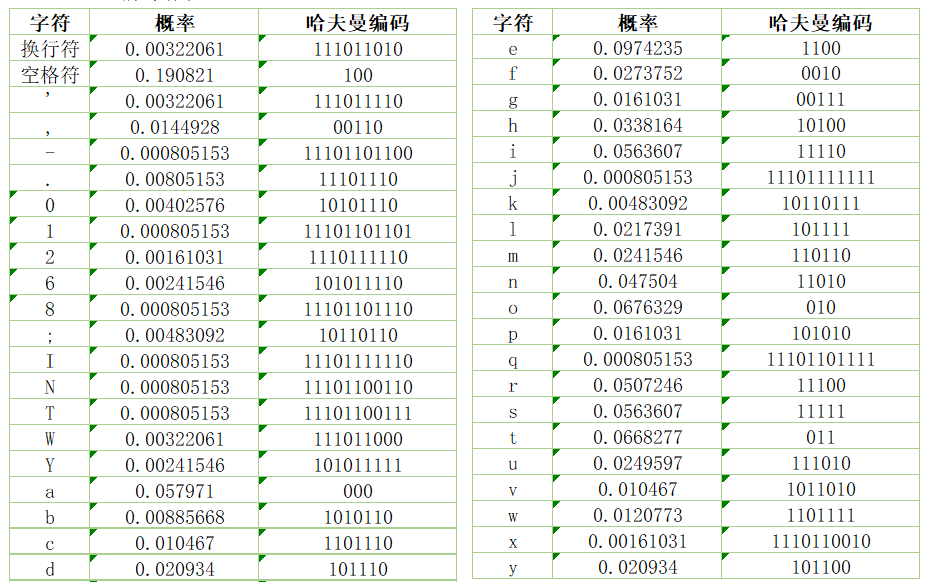 字符 概率 哈夫曼编码
换行符 0.00322061 111011010
空格符 0.190821 100
’ 0.00322061 111011110
, 0.0144928 00110
- 0.000805153 11101101100
. 0.00805153 11101110
0 0.00402576 10101110
1 0.000805153 11101101101
2 0.00161031 1110111110
6 0.00241546 101011110
8 0.000805153 11101101110
; 0.00483092 10110110
I 0.000805153 11101111110
N 0.000805153 11101100110
T 0.000805153 11101100111
W 0.00322061 111011000
Y 0.00241546 101011111
a 0.057971 000
b 0.00885668 1010110
c 0.010467 1101110
d 0.020934 101110
字符 概率 哈夫曼编码
e 0.0974235 1100
f 0.0273752 0010
g 0.0161031 00111
h 0.0338164 10100
i 0.0563607 11110
j 0.000805153 11101111111
k 0.00483092 10110111
l 0.0217391 101111
m 0.0241546 110110
n 0.047504 11010
o 0.0676329 010
p 0.0161031 101010
q 0.000805153 11101101111
r 0.0507246 11100
s 0.0563607 11111
t 0.0668277 011
u 0.0249597 111010
v 0.010467 1011010
w 0.0120773 1101111
x 0.00161031 1110110010
y 0.020934 101100